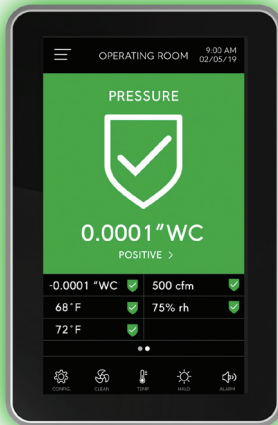 OPERATING ROOM
9:00 AM
02/05/19
PRESSURE
0.0001"WC
POSITIVE >
-0.0001 "WC
500 cfm
68°F
75% rh
72°F
CONFIG.
CLEAN
TEMP.
HALO
ALARM